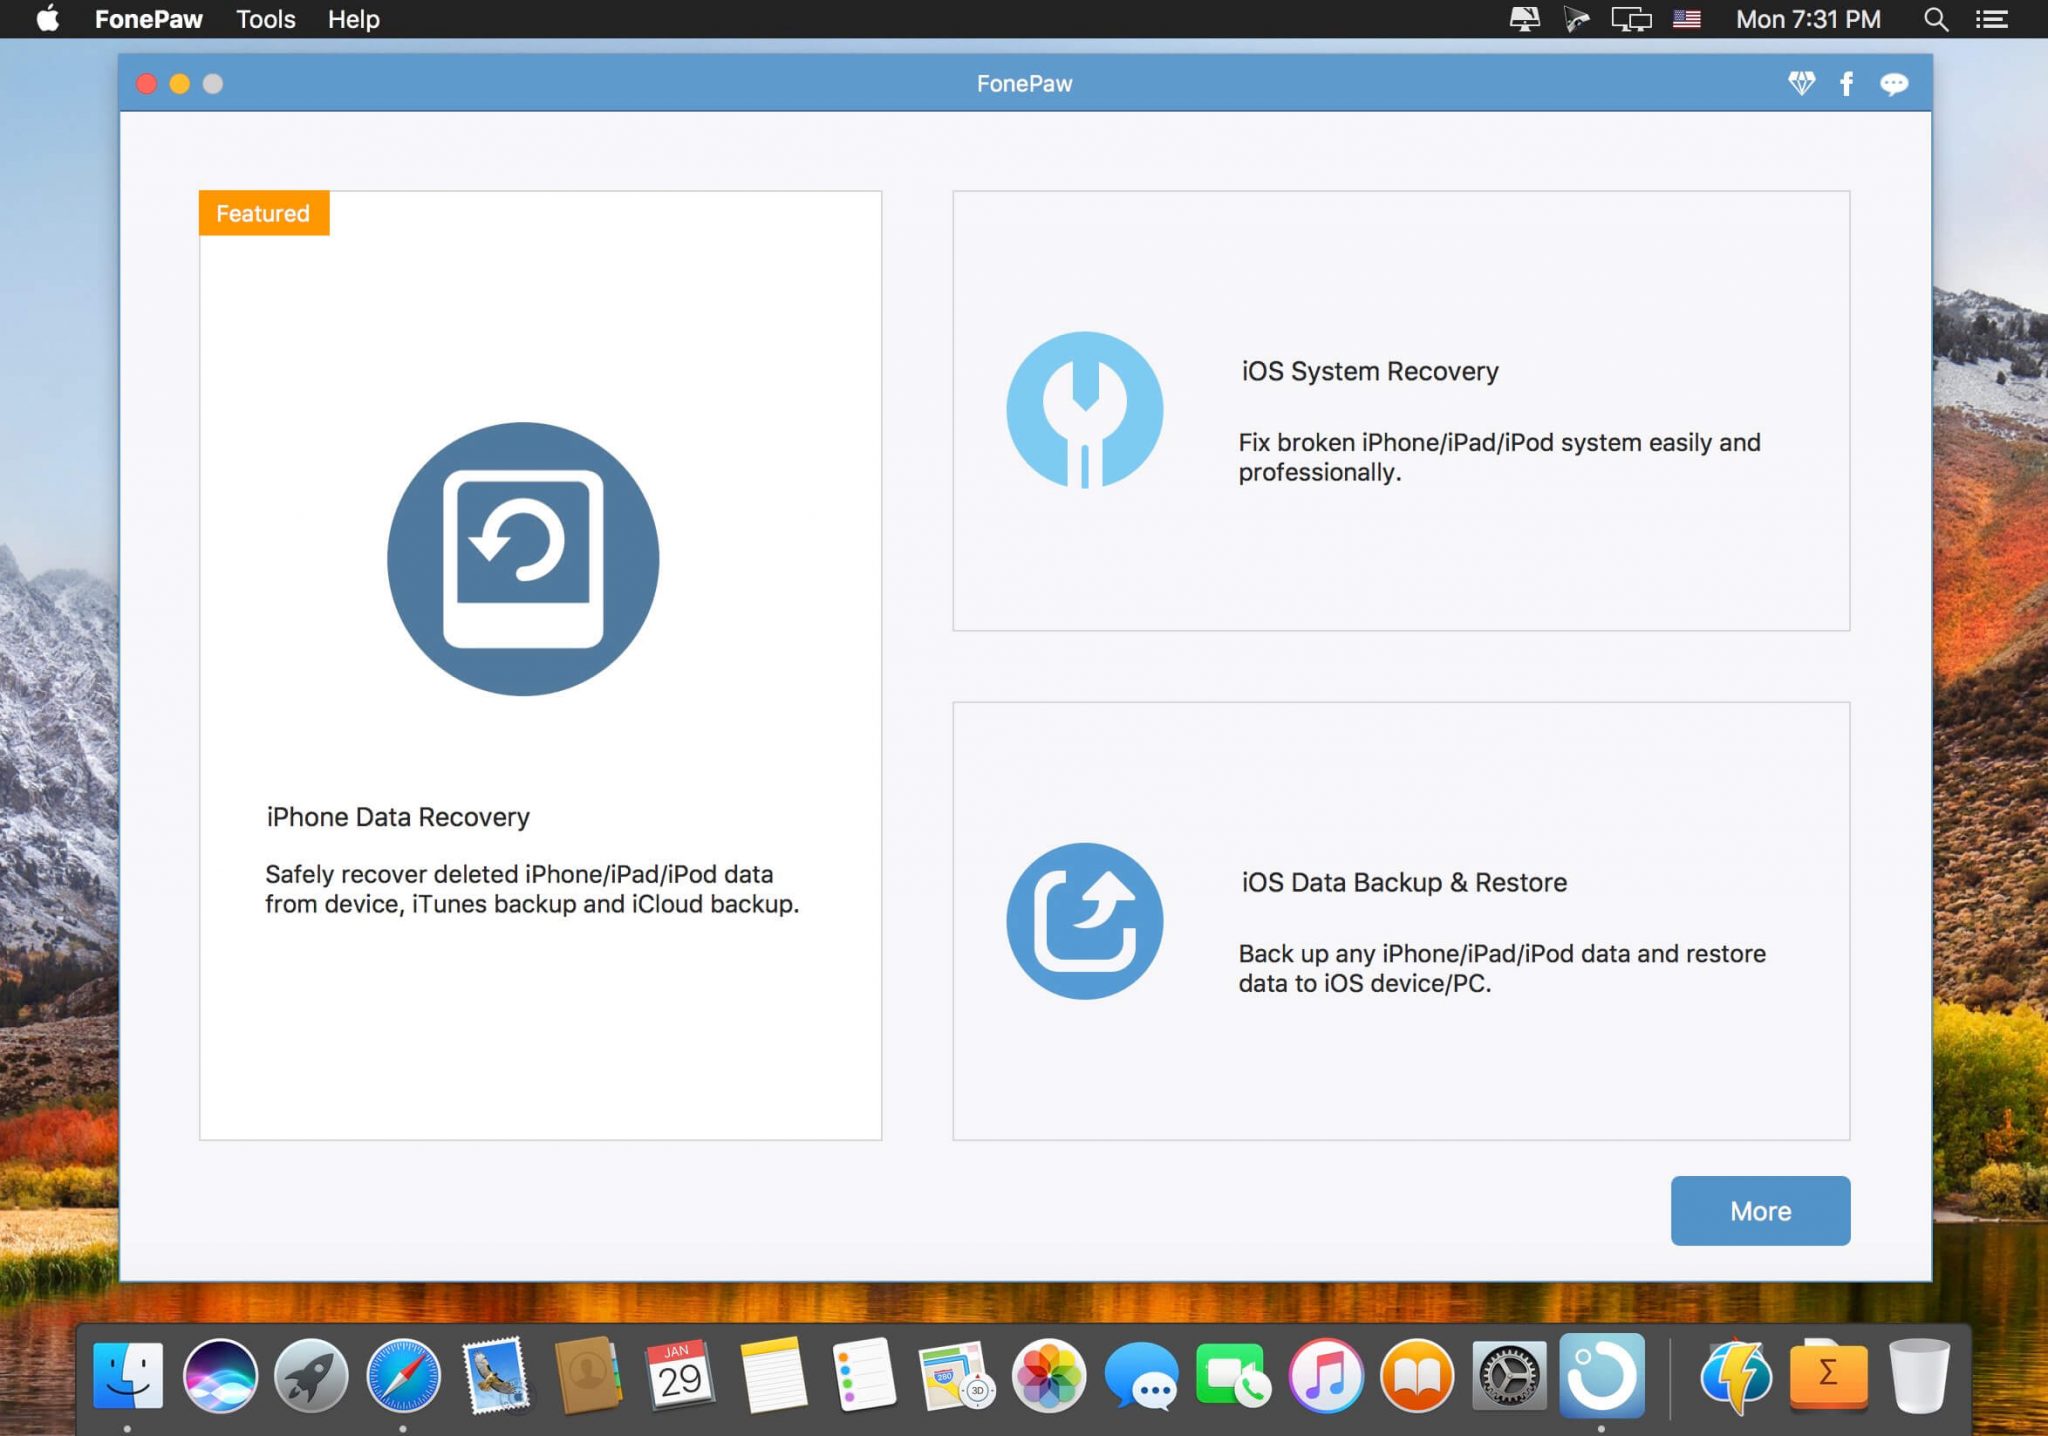 FonePaw Tools Help Mon 7:31 PM
FonePaw
Featured
iPhone Data Recovery
Safely recover deleted iPhone/iPad/iPod data
from device, iTunes backup and iCloud backup.
iOS System Recovery
Fix broken iPhone/iPad/iPod system easily and
professionally.
iOS Data Backup & Restore
Back up any iPhone/iPad/iPod data and restore
data to iOS device/PC.
More
JAN
29
280
3D
Σ